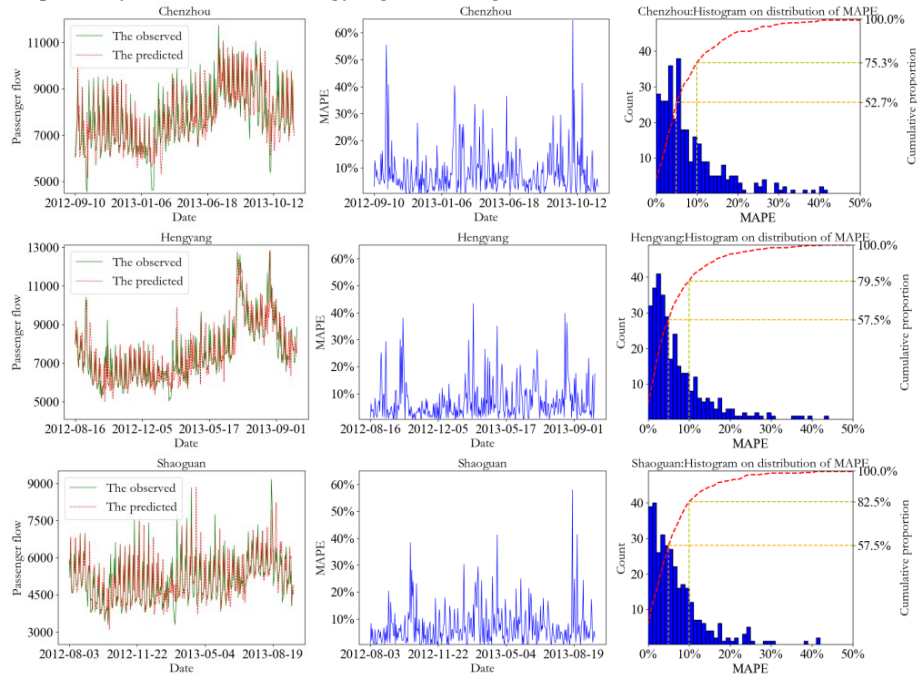 Chenzhou
11000
9000
7000
5000
Passenger flow
The observed
The predicted
2012-09-10 2013-01-06 2013-06-18 2013-10-12
Date
Chenzhou
60%
50%
40%
30%
20%
10%
MAPE
2012-09-10 2013-01-06 2013-06-18 2013-10-12
Date
Chenzhou:Histogram on distribution of MAPE
40
30
20
10
Count
100.0%
75.3%
52.7%
Cumulative proportion
0% 10% 20% 30% 40% 50%
MAPE
Hengyang
13000
11000
9000
7000
5000
Passenger flow
The observed
The predicted
2012-08-16 2012-12-05 2013-05-17 2013-09-01
Date
Hengyang
60%
50%
40%
30%
20%
10%
MAPE
2012-08-16 2012-12-05 2013-05-17 2013-09-01
Date
Hengyang:Histogram on distribution of MAPE
40
30
20
10
Count
100.0%
79.5%
57.5%
Cumulative proportion
0% 10% 20% 30% 40% 50%
MAPE
Shaoguan
9000
7500
6000
4500
3000
Passenger flow
The observed
The predicted
2012-08-03 2012-11-22 2013-05-04 2013-08-19
Date
Shaoguan
60%
50%
40%
30%
20%
10%
MAPE
2012-08-03 2012-11-22 2013-05-04 2013-08-19
Date
Shaoguan:Histogram on distribution of MAPE
40
30
20
10
0
Count
100.0%
82.5%
57.5%
Cumulative proportion
0% 10% 20% 30% 40% 50%
MAPE